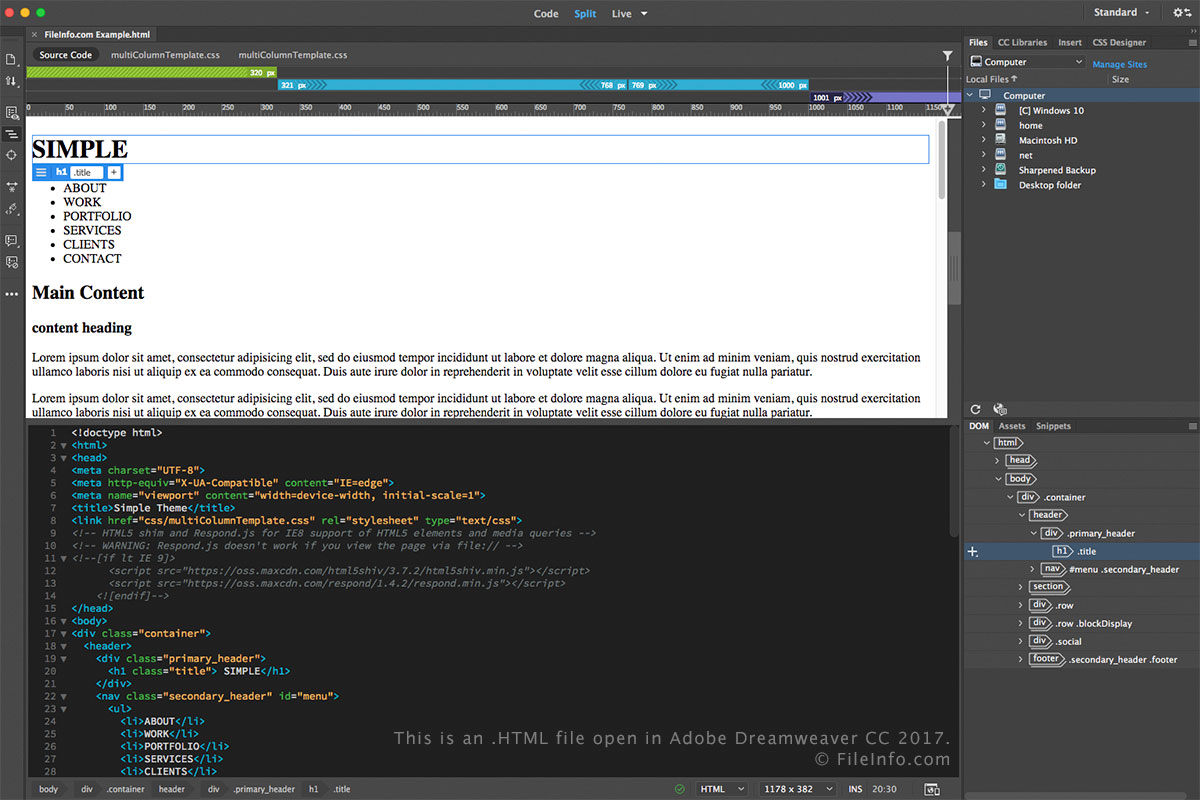 Code Split Live Standard
FileInfo.com Example.html
Source Code multiColumnTemplate.css multiColumnTemplate.css
320 px
321 px 768 px 769 px 1000 px
1001 px
0 50 100 150 200 250 300 350 400 450 500 550 600 650 700 750 800 850 900 950 1000 1050 1100 1150
SIMPLE
h1 .title +
• ABOUT
• WORK
• PORTFOLIO
• SERVICES
• CLIENTS
• CONTACT
Main Content
content heading
Lorem ipsum dolor sit amet, consectetur adipisicing elit, sed do eiusmod tempor incididunt ut labore et dolore magna aliqua. Ut enim ad minim veniam, quis nostrud exercitation
ullamco laboris nisi ut aliquip ex ea commodo consequat. Duis aute irure dolor in reprehenderit in voluptate velit esse cillum dolore eu fugiat nulla pariatur.
Lorem ipsum dolor sit amet, consectetur adipisicing elit, sed do eiusmod tempor incididunt ut labore et dolore magna aliqua. Ut enim ad minim veniam, quis nostrud exercitation
ullamco laboris nisi ut aliquip ex ea commodo consequat. Duis aute irure dolor in reprehenderit in voluptate velit esse cillum dolore eu fugiat nulla pariatur.
1 <!doctype html>
2 <html>
3 <head>
4 <meta charset="UTF-8">
5 <meta http-equiv="X-UA-Compatible" content="IE=edge">
6 <meta name="viewport" content="width=device-width, initial-scale=1">
7 <title>Simple Theme</title>
8 <link href="css/multiColumnTemplate.css" rel="stylesheet" type="text/css">
9 <!-- HTML5 shim and Respond.js for IE8 support of HTML5 elements and media queries -->
10 <!-- WARNING: Respond.js doesn't work if you view the page via file:// -->
11 <!--[if lt IE 9]>
12 <script src="https://oss.maxcdn.com/html5shiv/3.7.2/html5shiv.min.js"></script>
13 <script src="https://oss.maxcdn.com/respond/1.4.2/respond.min.js"></script>
14 <![endif]-->
15 </head>
16 <body>
17 <div class="container">
18 <header>
19 <div class="primary_header">
20 <h1 class="title"> SIMPLE</h1>
21 </div>
22 <nav class="secondary_header" id="menu">
23 <ul>
24 <li>ABOUT</li>
25 <li>WORK</li>
26 <li>PORTFOLIO</li>
27 <li>SERVICES</li>
28 <li>CLIENTS</li>
This is an .HTML file open in Adobe Dreamweaver CC 2017.
© FileInfo.com
body div .container header div .primary_header h1 .title HTML 1178 x 382 INS 20:30
Files CC Libraries Insert CSS Designer
Computer Manage Sites
Local Files Size
Computer
[C] Windows 10
home
Macintosh HD
net
Sharpened Backup
Desktop folder
DOM Assets Snippets
html
head
body
div .container
header
div .primary_header
h1 .title
nav #menu .secondary_header
section
div .row
div .row .blockDisplay
div .social
footer .secondary_header .footer